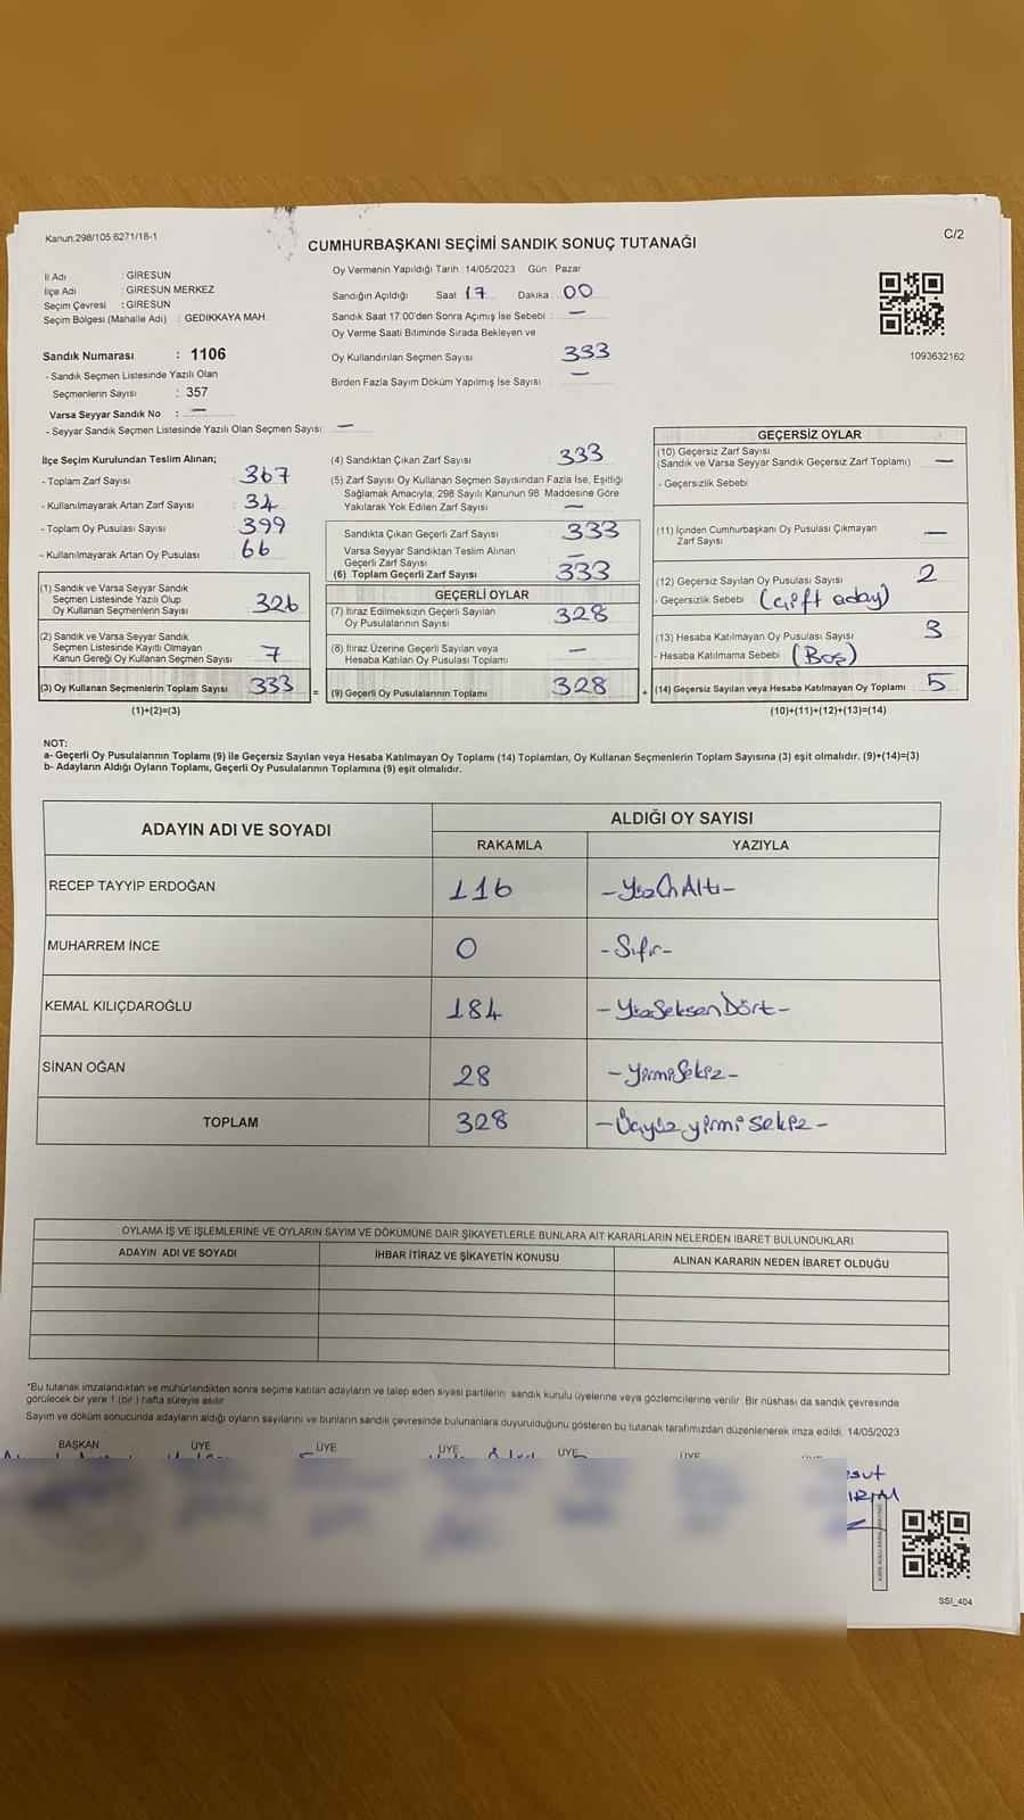 Kanun:298/105.6271/18-1
C/2
CUMHURBAŞKANI SEÇİMİ SANDIK SONUÇ TUTANAĞI
İl Adı : GİRESUN
İlçe Adı : GİRESUN MERKEZ
Seçim Çevresi : GİRESUN
Seçim Bölgesi (Mahalle Adı) : GEDİKKAYA MAH.
Sandık Numarası : 1106
- Sandık Seçmen Listesinde Yazılı Olan
Seçmenlerin Sayısı : 357
Varsa Seyyar Sandık No : —
- Seyyar Sandık Seçmen Listesinde Yazılı Olan Seçmen Sayısı: —
Oy Vermenin Yapıldığı Tarih: 14/05/2023 Gün : Pazar
Sandığın Açıldığı Saat 17 Dakika : 00
Sandık Saat 17:00'den Sonra Açımış İse Sebebi : —
Oy Verme Saati Bitiminde Sırada Bekleyen ve
Oy Kullandırılan Seçmen Sayısı 333
Birden Fazla Sayım Döküm Yapılmış İse Sayısı —
1093632162
İlçe Seçim Kurulundan Teslim Alınan;
- Toplam Zarf Sayısı 367
- Kullanılmayarak Artan Zarf Sayısı 34
- Toplam Oy Pusulası Sayısı 399
- Kullanılmayarak Artan Oy Pusulası 66
(1) Sandık ve Varsa Seyyar Sandık
Seçmen Listesinde Yazılı Olup
Oy Kullanan Seçmenlerin Sayısı 326
(2) Sandık ve Varsa Seyyar Sandık
Seçmen Listesinde Kayıtlı Olmayan
Kanun Gereği Oy Kullanan Seçmen Sayısı 7
(3) Oy Kullanan Seçmenlerin Toplam Sayısı 333 =
(1)+(2)=(3)
(4) Sandıktan Çıkan Zarf Sayısı 333
(5) Zarf Sayısı Oy Kullanan Seçmen Sayısından Fazla İse, Eşitliği
Sağlamak Amacıyla; 298 Sayılı Kanunun 98. Maddesine Göre
Yakılarak Yok Edilen Zarf Sayısı —
Sandıkta Çıkan Geçerli Zarf Sayısı 333
Varsa Seyyar Sandıktan Teslim Alınan
Geçerli Zarf Sayısı —
(6) Toplam Geçerli Zarf Sayısı 333
GEÇERLİ OYLAR
(7) İtiraz Edilmeksizin Geçerli Sayılan
Oy Pusulalarının Sayısı 328
(8) İtiraz Üzerine Geçerli Sayılan veya
Hesaba Katılan Oy Pusulası Toplamı —
(9) Geçerli Oy Pusulalarının Toplamı 328 +
GEÇERSİZ OYLAR
(10) Geçersiz Zarf Sayısı
(Sandık ve Varsa Seyyar Sandık Geçersiz Zarf Toplamı) —
- Geçersizlik Sebebi
(11) İçinden Cumhurbaşkanı Oy Pusulası Çıkmayan
Zarf Sayısı —
(12) Geçersiz Sayılan Oy Pusulası Sayısı 2
- Geçersizlik Sebebi (çift aday)
(13) Hesaba Katılmayan Oy Pusulası Sayısı 3
- Hesaba Katılmama Sebebi (Boş)
(14) Geçersiz Sayılan veya Hesaba Katılmayan Oy Toplamı 5
(10)+(11)+(12)+(13)=(14)
NOT:
a- Geçerli Oy Pusulalarının Toplamı (9) ile Geçersiz Sayılan veya Hesaba Katılmayan Oy Toplamı (14) Toplamları, Oy Kullanan Seçmenlerin Toplam Sayısına (3) eşit olmalıdır. (9)+(14)=(3)
b- Adayların Aldığı Oyların Toplamı, Geçerli Oy Pusulalarının Toplamına (9) eşit olmalıdır.
ADAYIN ADI VE SOYADI
ALDIĞI OY SAYISI
RAKAMLA YAZIYLA
RECEP TAYYİP ERDOĞAN 116 -YüzOnAltı-
MUHARREM İNCE 0 -Sıfır-
KEMAL KILIÇDAROĞLU 184 -YüzSeksenDört-
SİNAN OĞAN 28 -YirmiSekiz-
TOPLAM 328 -Üçyüzyirmisekiz-
OYLAMA İŞ VE İŞLEMLERİNE VE OYLARIN SAYIM VE DÖKÜMÜNE DAİR ŞİKAYETLERLE BUNLARA AİT KARARLARIN NELERDEN İBARET BULUNDUKLARI
ADAYIN ADI VE SOYADI İHBAR İTİRAZ VE ŞİKAYETİN KONUSU ALINAN KARARIN NEDEN İBARET OLDUĞU
*Bu tutanak imzalandıktan ve mühürlendikten sonra seçime katılan adayların ve talep eden siyasi partilerin sandık kurulu üyelerine veya gözlemcilerine verilir. Bir nüshası da sandık çevresinde
görülecek bir yere 1 (bir ) hafta süreyle asılır.
Sayım ve döküm sonucunda adayların aldığı oyların sayılarını ve bunların sandık çevresinde bulunanlara duyurulduğunu gösteren bu tutanak tarafımızdan düzenlenerek imza edildi. 14/05/2023
BAŞKAN ÜYE ÜYE ÜYE ÜYE ÜYE
SSI_404